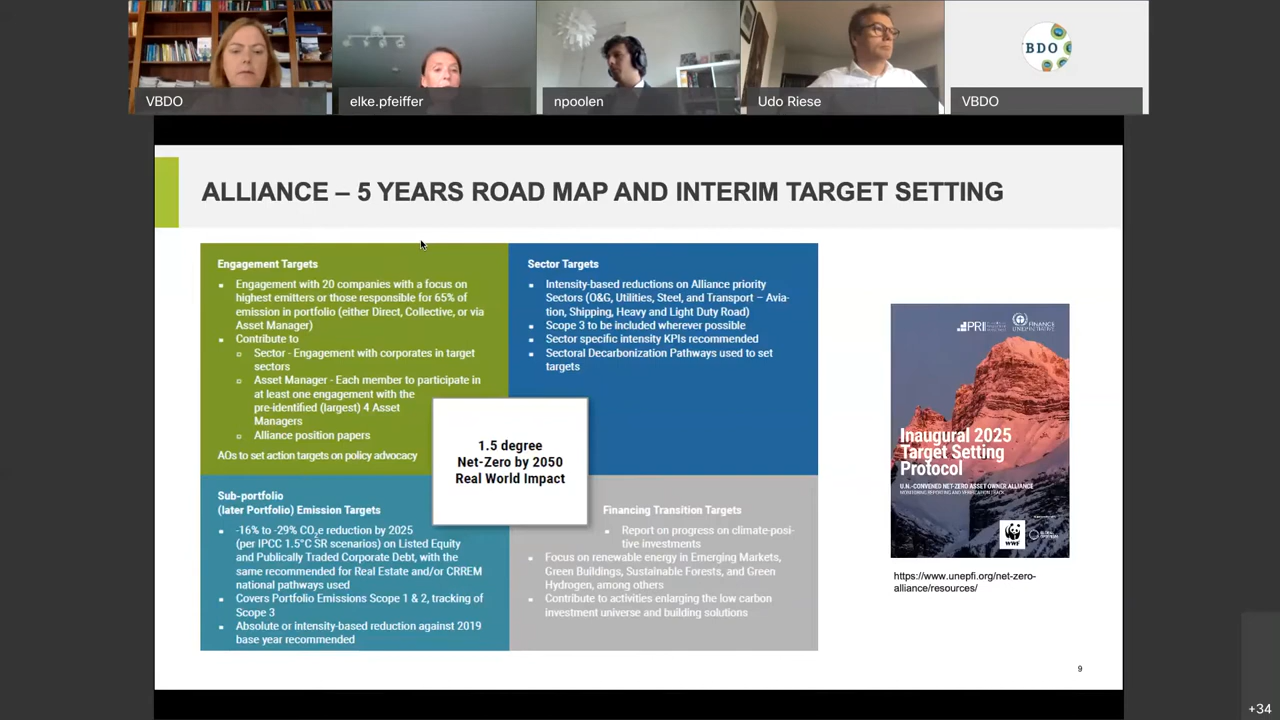 VBDO
elke.pfeiffer
npoolen
Udo Riese
BDO
VBDO
ALLIANCE – 5 YEARS ROAD MAP AND INTERIM TARGET SETTING
Engagement Targets
Engagement with 20 companies with a focus on
highest emitters or those responsible for 65% of
emission in portfolio (either Direct, Collective, or via
Asset Manager)
Contribute to
Sector - Engagement with corporates in target
sectors
Asset Manager - Each member to participate in
at least one engagement with the
pre-identified (largest) 4 Asset
Managers
Alliance position papers
AOs to set action targets on policy advocacy
Sector Targets
Intensity-based reductions on Alliance priority
Sectors (O&G, Utilities, Steel, and Transport – Avia-
tion, Shipping, Heavy and Light Duty Road)
Scope 3 to be included wherever possible
Sector specific intensity KPIs recommended
Sectoral Decarbonization Pathways used to set
targets
1.5 degree
Net-Zero by 2050
Real World Impact
Sub-portfolio
(later Portfolio) Emission Targets
-16% to -29% CO₂e reduction by 2025
(per IPCC 1.5°C SR scenarios) on Listed Equity
and Publically Traded Corporate Debt, with the
same recommended for Real Estate and/or CRREM
national pathways used
Covers Portfolio Emissions Scope 1 & 2, tracking of
Scope 3
Absolute or intensity-based reduction against 2019
base year recommended
Financing Transition Targets
Report on progress on climate-posi-
tive investments
Focus on renewable energy in Emerging Markets,
Green Buildings, Sustainable Forests, and Green
Hydrogen, among others
Contribute to activities enlarging the low carbon
investment universe and building solutions
PRI
FINANCE
Inaugural 2025
Target Setting
Protocol
U.N.-CONVENED NET-ZERO ASSET OWNER ALLIANCE
MONITORING REPORTING AND VERIFICATION TRACK
WWF
https://www.unepfi.org/net-zero-
alliance/resources/
9
+34